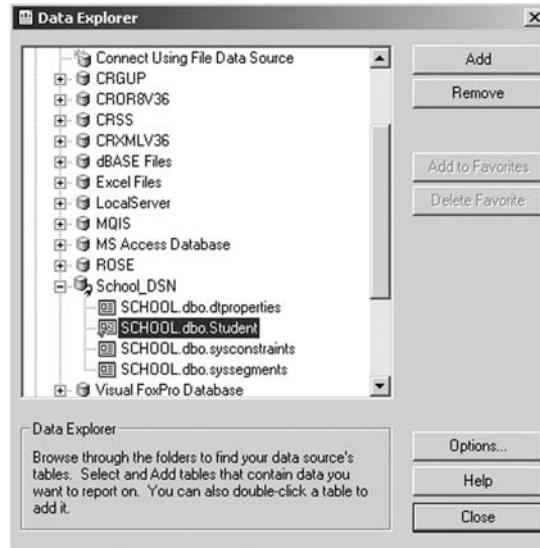 Data Explorer
Connect Using File Data Source
CRGUP
CROR8V36
CRSS
CRXMLV36
dBASE Files
Excel Files
LocalServer
MQIS
MS Access Database
ROSE
School_DSN
SCHOOL.dbo.dtproperties
SCHOOL.dbo.Student
SCHOOL.dbo.sysconstraints
SCHOOL.dbo.syssegments
Visual FoxPro Database
Add
Remove
Add to Favorites
Delete Favorite
Data Explorer
Browse through the folders to find your data source's
tables. Select and Add tables that contain data you
want to report on. You can also double-click a table to
add it.
Options...
Help
Close